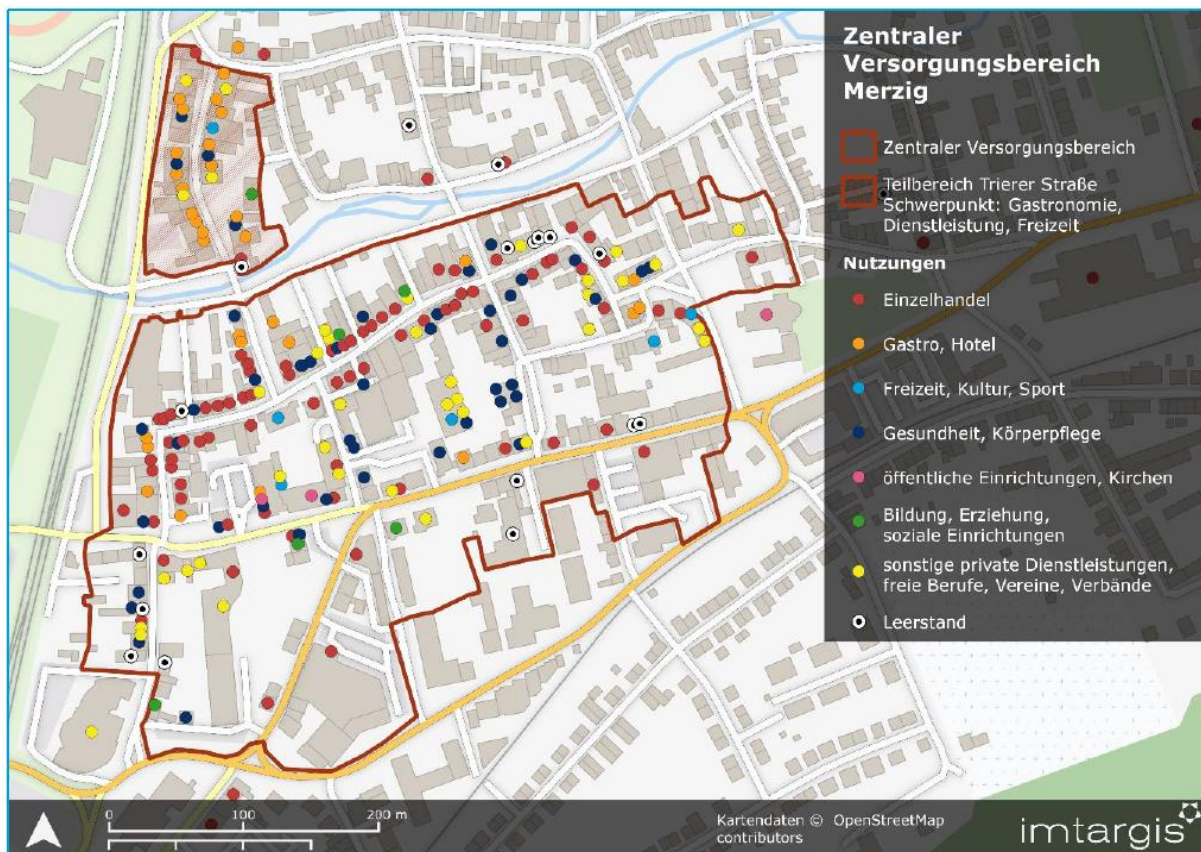 Zentraler
Versorgungsbereich
Merzig
Zentraler Versorgungsbereich
Teilbereich Trierer Straße
Schwerpunkt: Gastronomie,
Dienstleistung, Freizeit
Nutzungen
Einzelhandel
Gastro, Hotel
Freizeit, Kultur, Sport
Gesundheit, Körperpflege
öffentliche Einrichtungen, Kirchen
Bildung, Erziehung,
soziale Einrichtungen
sonstige private Dienstleistungen,
freie Berufe, Vereine, Verbände
Leerstand
0 100 200 m
Kartendaten © OpenStreetMap
contributors
imtargis